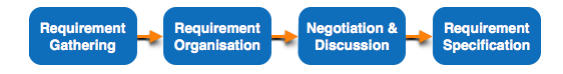 Requirement
Gathering
Requirement
Organisation
Negotiation &
Discussion
Requirement
Specification